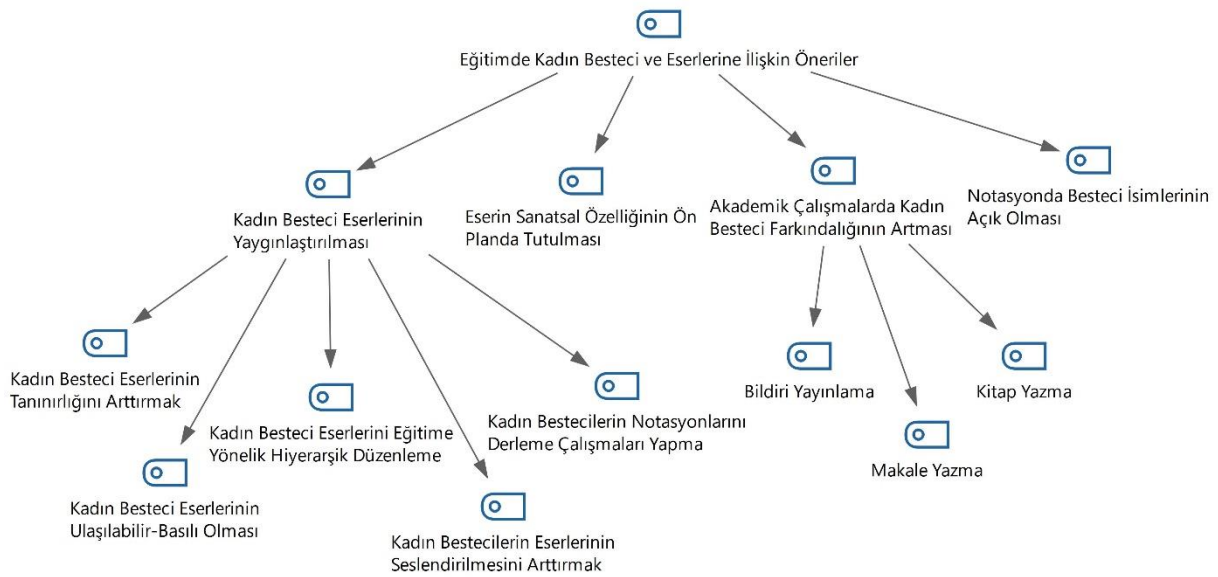 Eğitimde Kadın Besteci ve Eserlerine İlişkin Öneriler
Kadın Besteci Eserlerinin
Yaygınlaştırılması
Eserin Sanatsal Özelliğinin Ön
Planda Tutulması
Akademik Çalışmalarda Kadın
Besteci Farkındalığının Artması
Notasyonda Besteci İsimlerinin
Açık Olması
Kadın Besteci Eserlerinin
Tanınırlığını Arttırmak
Kadın Besteci Eserlerinin
Ulaşılabilir-Basılı Olması
Kadın Besteci Eserlerini Eğitime
Yönelik Hiyerarşik Düzenleme
Kadın Bestecilerin Eserlerinin
Seslendirilmesini Arttırmak
Kadın Bestecilerin Notasyonlarını
Derleme Çalışmaları Yapma
Bildiri Yayınlama
Makale Yazma
Kitap Yazma